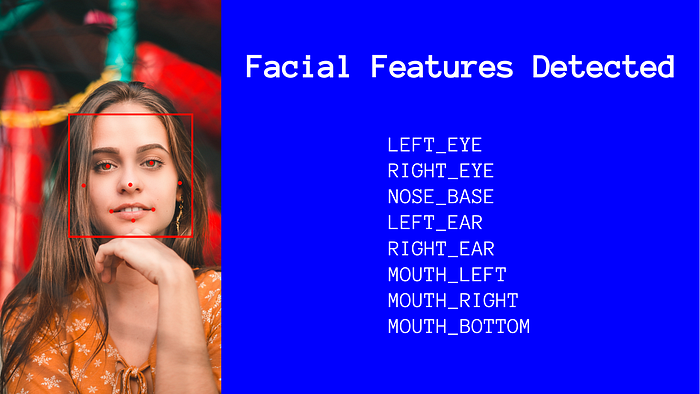 Facial Features Detected
LEFT_EYE
RIGHT_EYE
NOSE_BASE
LEFT_EAR
RIGHT_EAR
MOUTH_LEFT
MOUTH_RIGHT
MOUTH_BOTTOM